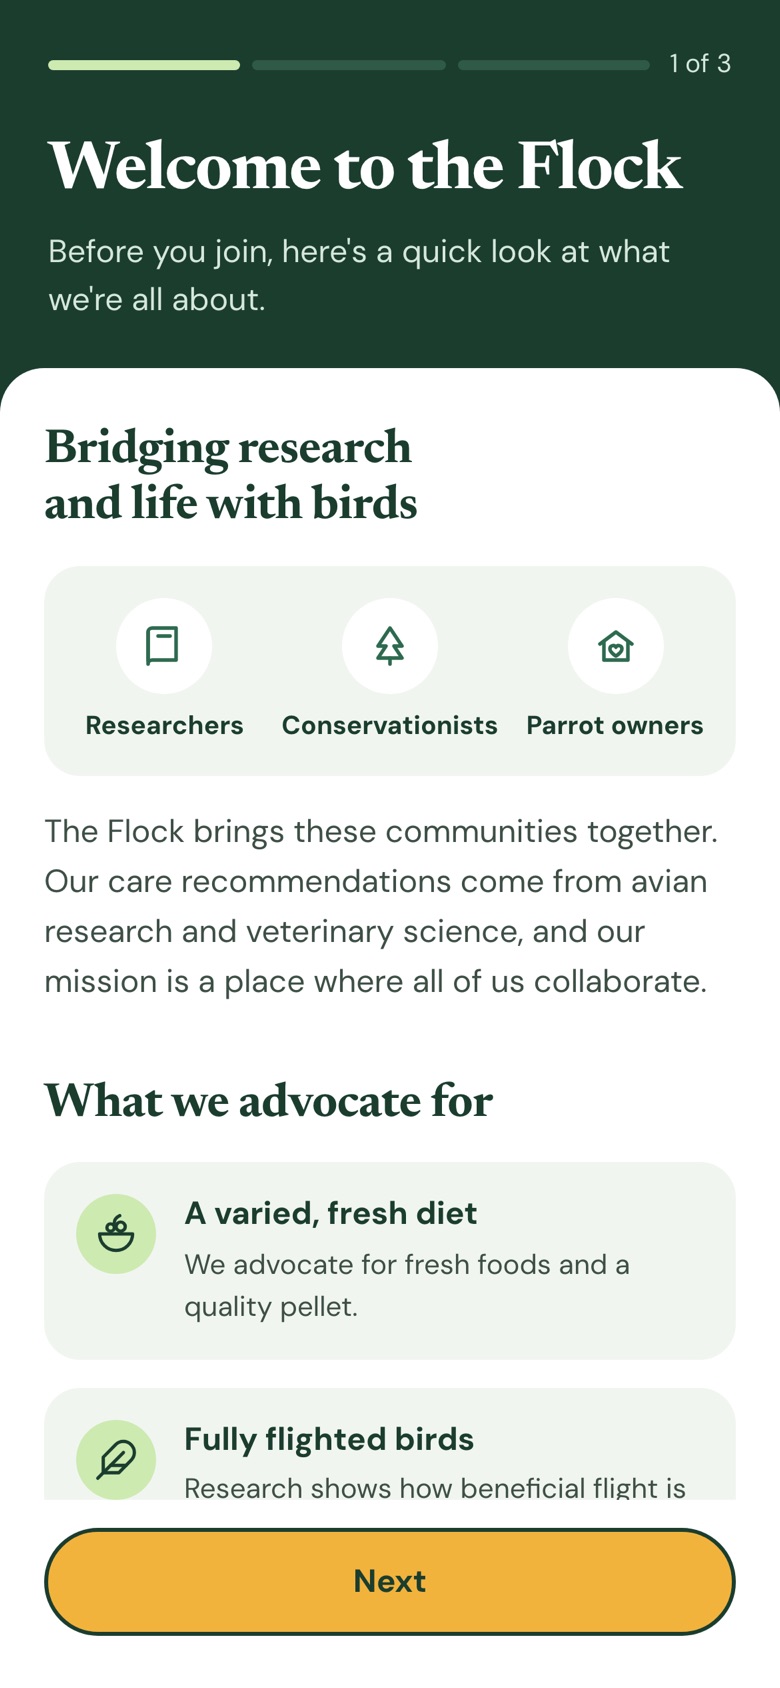 1 of 3
Welcome to the Flock
Before you join, here's a quick look at what
we're all about.
Bridging research
and life with birds
Researchers
Conservationists
Parrot owners
The Flock brings these communities together.
Our care recommendations come from avian
research and veterinary science, and our
mission is a place where all of us collaborate.
What we advocate for
A varied, fresh diet
We advocate for fresh foods and a
quality pellet.
Fully flighted birds
Research shows how beneficial flight is
Next